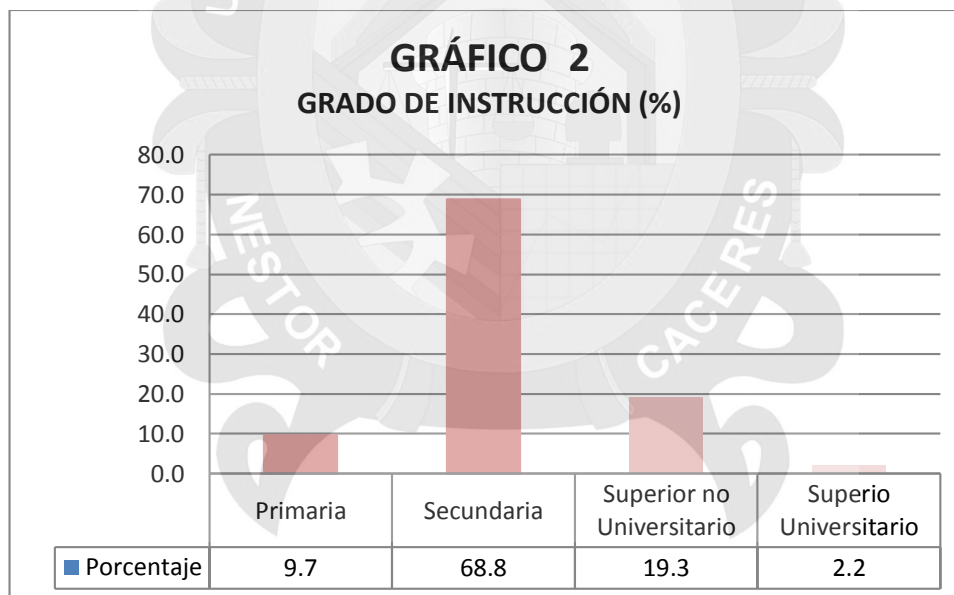 GRÁFICO 2
GRADO DE INSTRUCCIÓN (%)
80.0
70.0
60.0
50.0
40.0
30.0
20.0
10.0
0.0
NESTOR
CACERES
Primaria
Secundaria
Superior no
Universitario
Superio
Universitario
Porcentaje 9.7 68.8 19.3 2.2